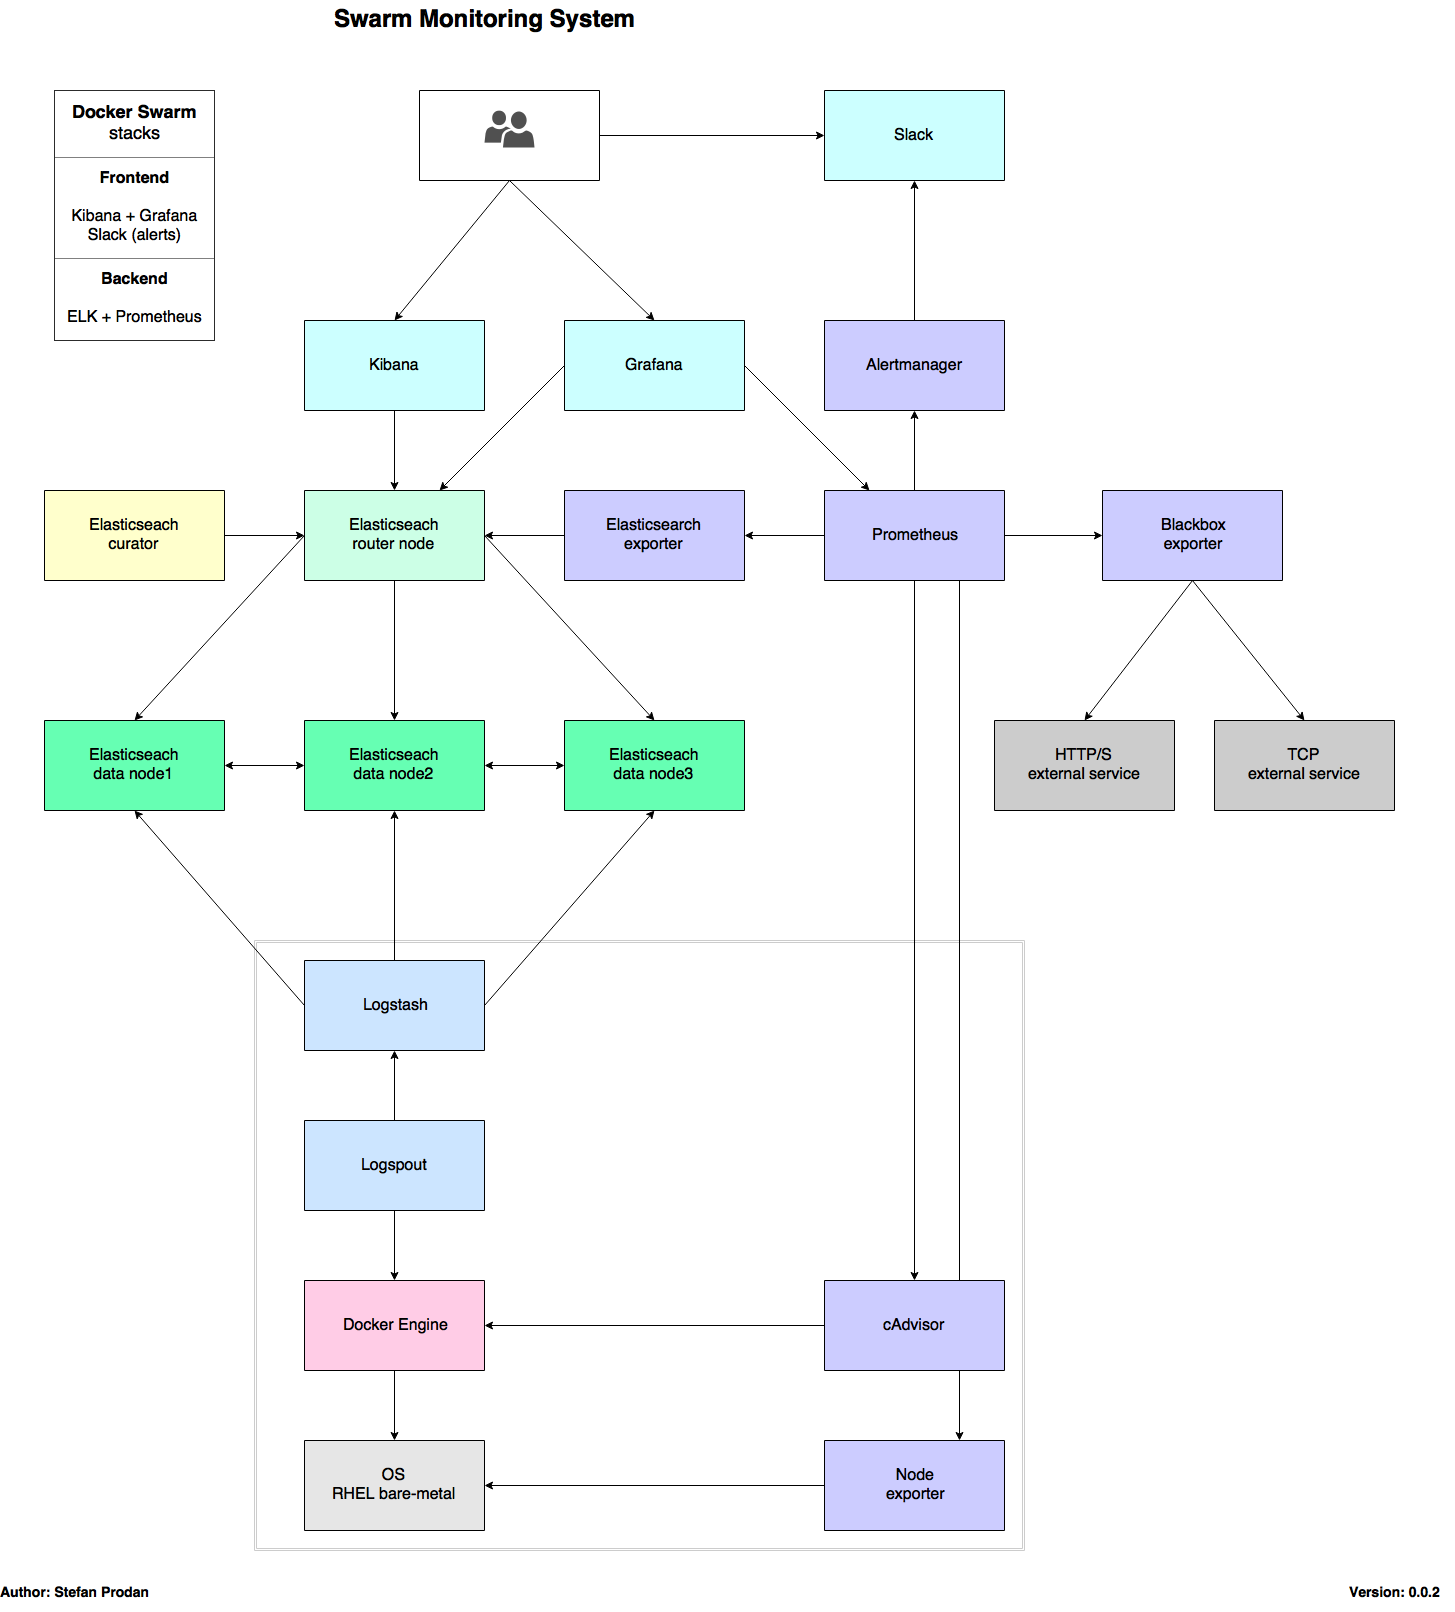 Swarm Monitoring System
Docker Swarm
stacks
Frontend
Kibana + Grafana
Slack (alerts)
Backend
ELK + Prometheus
Slack
Kibana
Grafana
Alertmanager
Elasticseach
curator
Elasticseach
router node
Elasticsearch
exporter
Prometheus
Blackbox
exporter
Elasticseach
data node1
Elasticseach
data node2
Elasticseach
data node3
HTTP/S
external service
TCP
external service
Logstash
Logspout
Docker Engine
cAdvisor
OS
RHEL bare-metal
Node
exporter
Author: Stefan Prodan
Version: 0.0.2